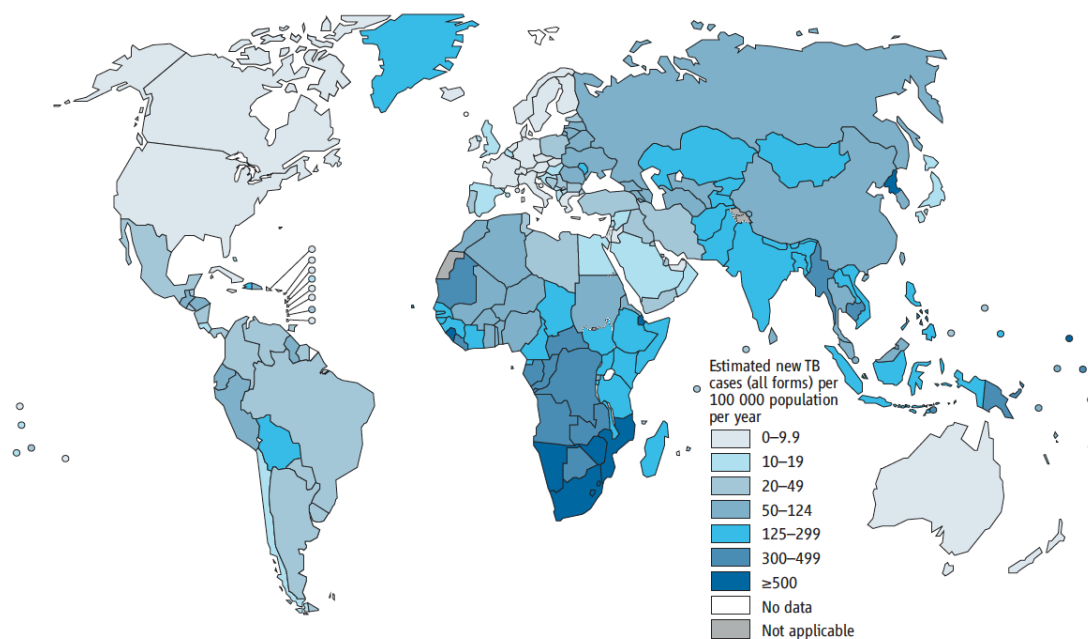 Estimated new TB
cases (all forms) per
100 000 population
per year
0–9.9
10–19
20–49
50–124
125–299
300–499
≥500
No data
Not applicable